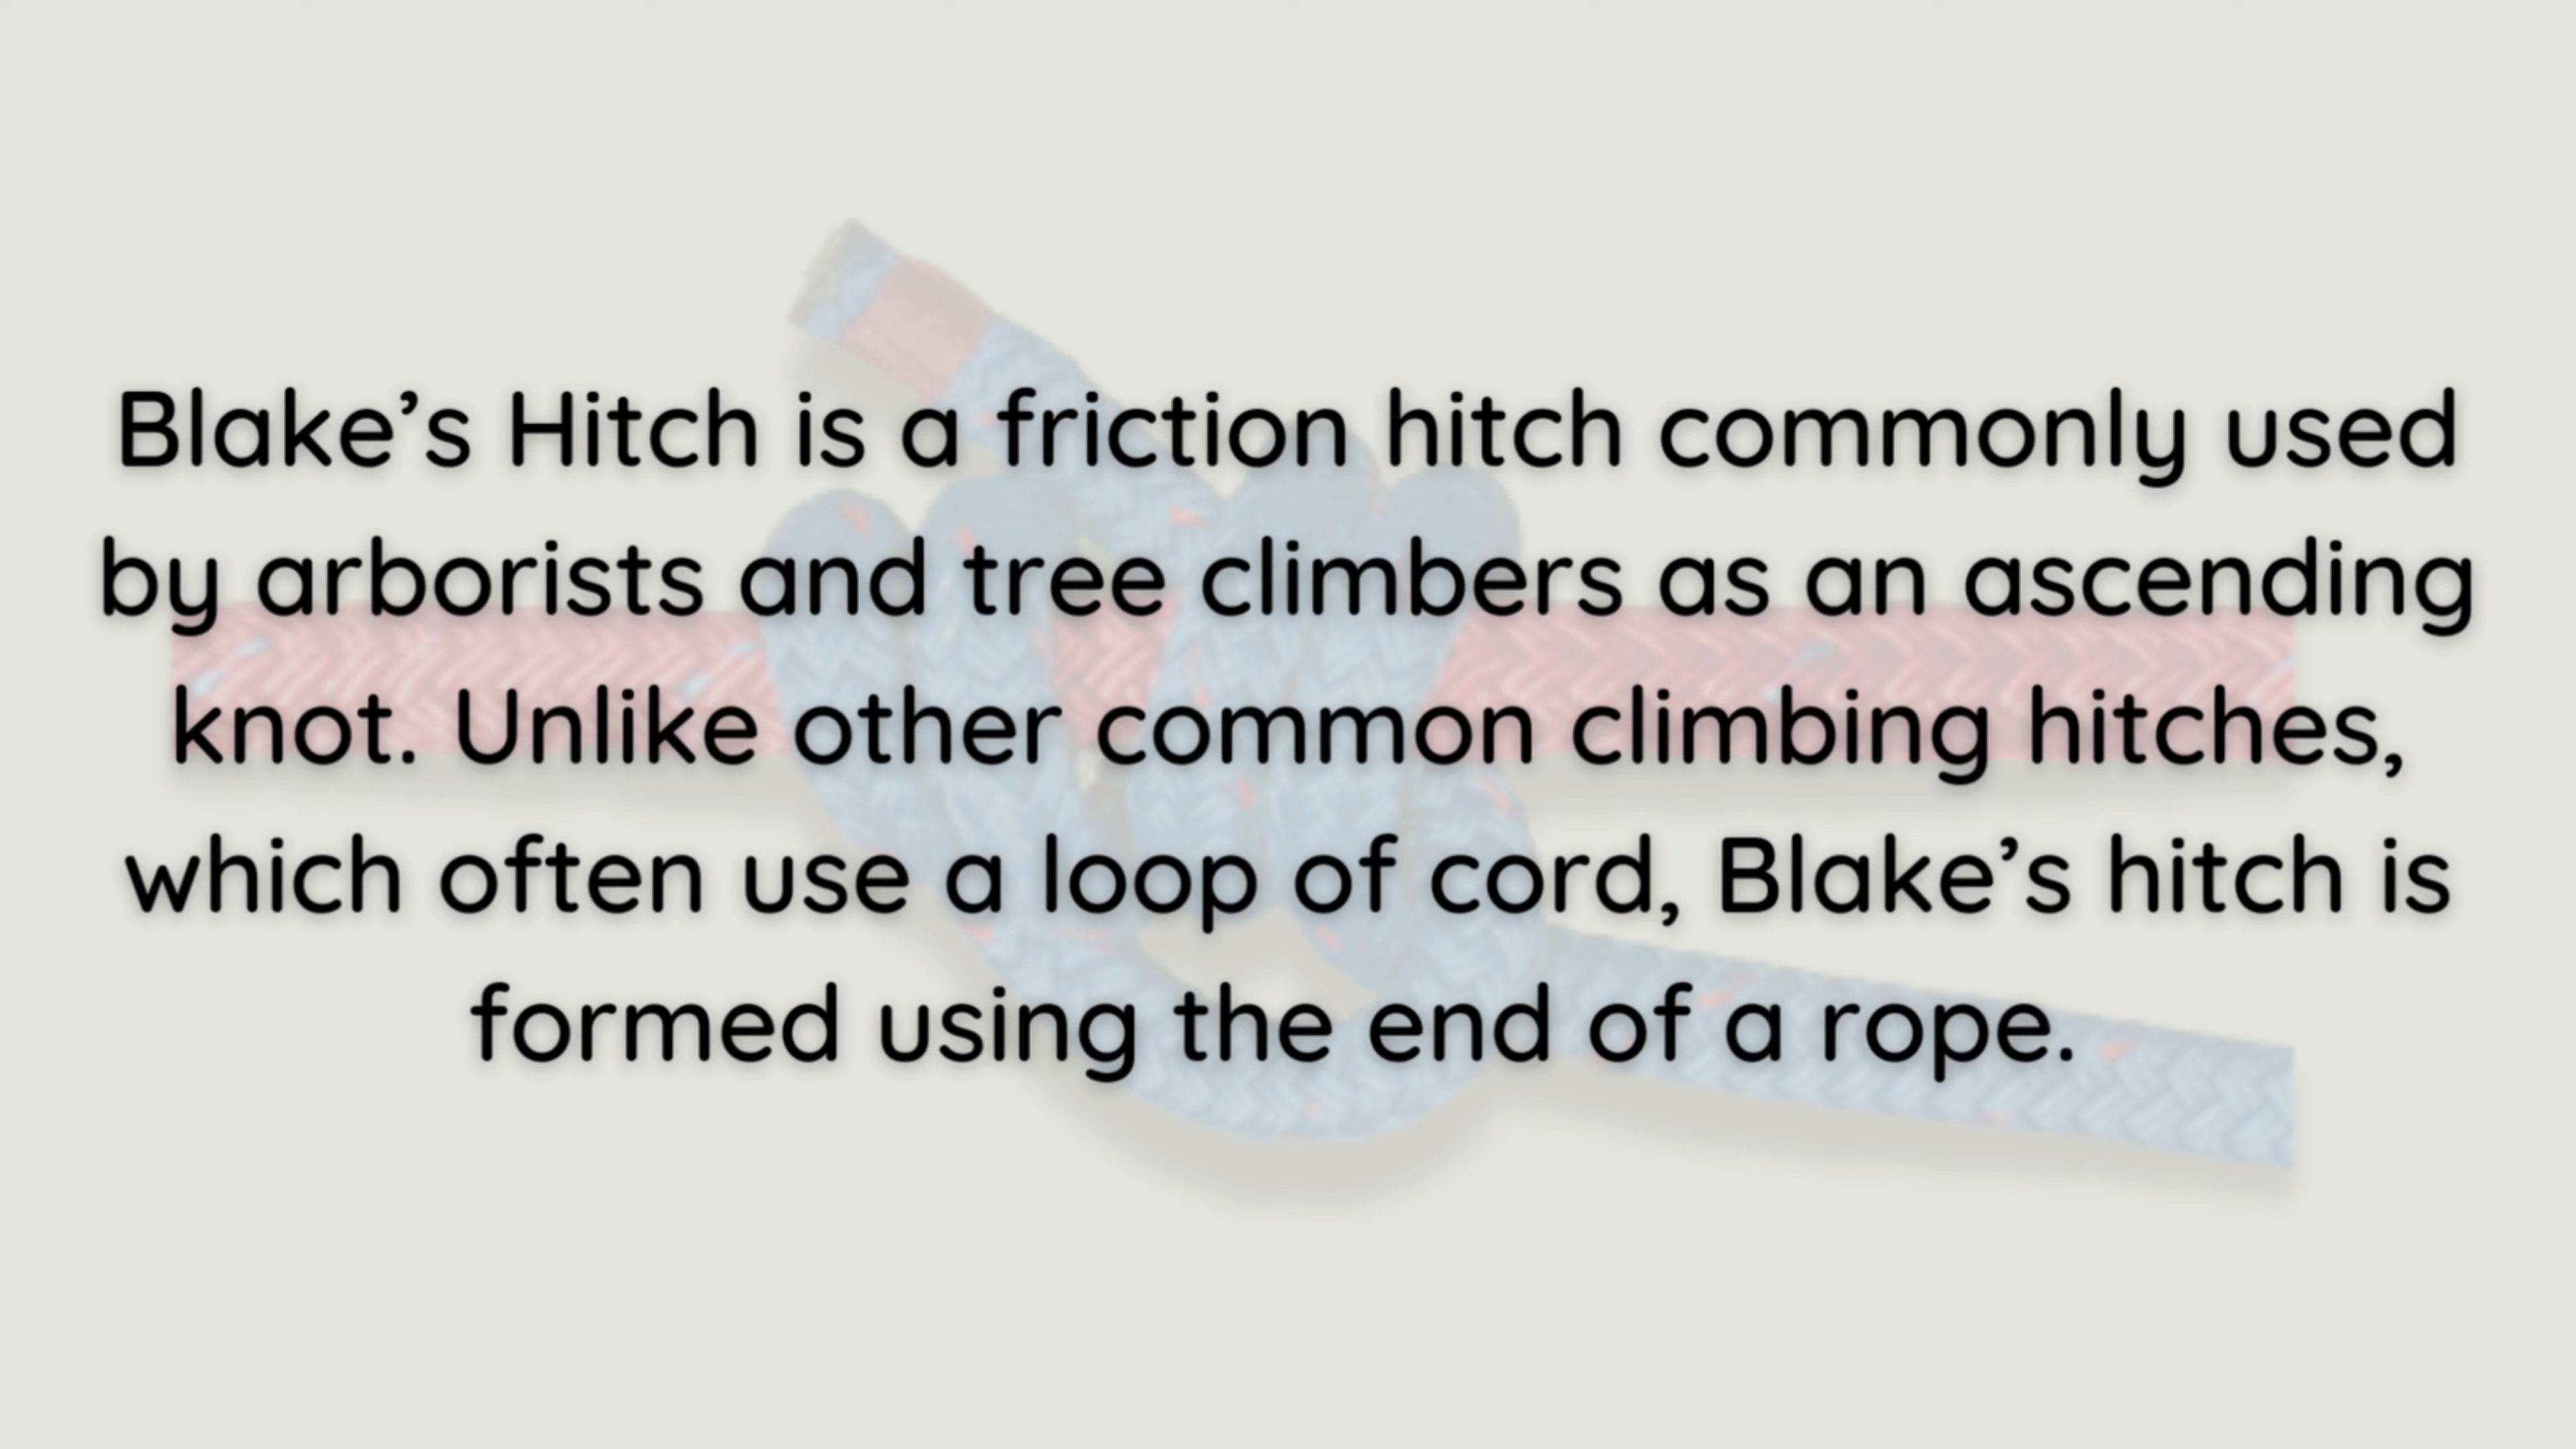 Blake’s Hitch is a friction hitch commonly used
by arborists and tree climbers as an ascending
knot. Unlike other common climbing hitches,
which often use a loop of cord, Blake’s hitch is
formed using the end of a rope.